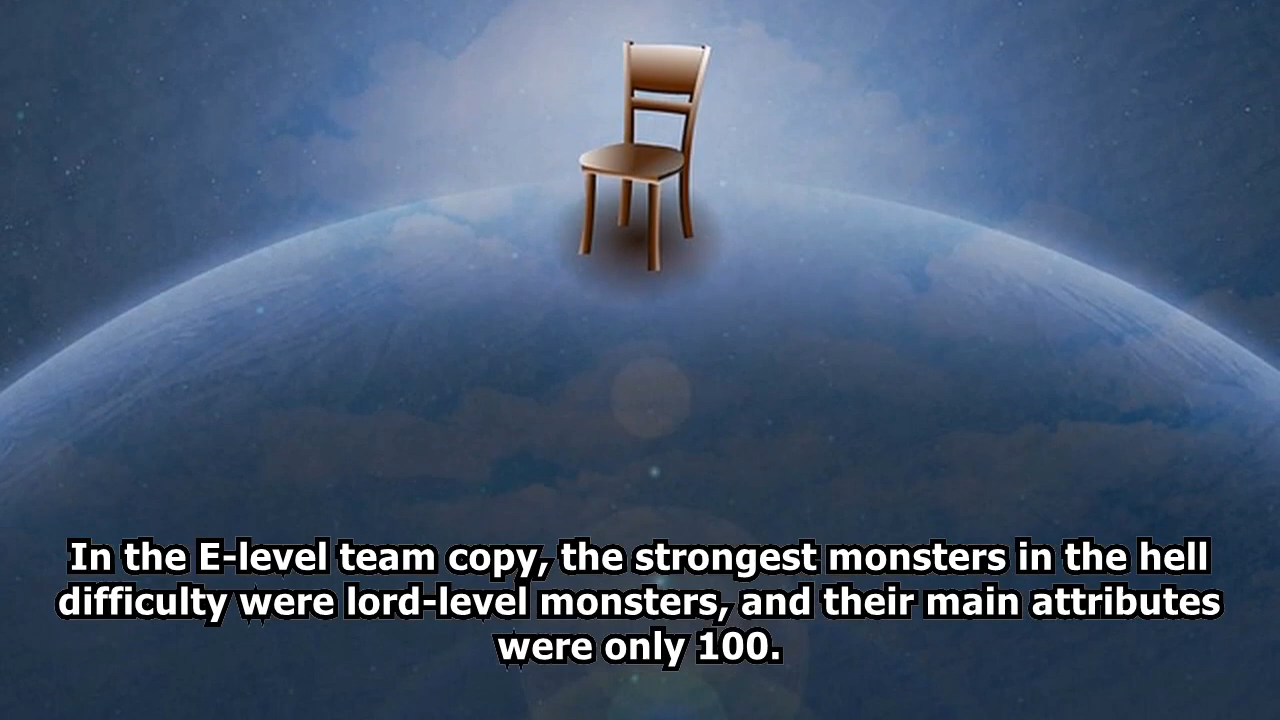 In the E-level team copy, the strongest monsters in the hell
difficulty were lord-level monsters, and their main attributes
were only 100.